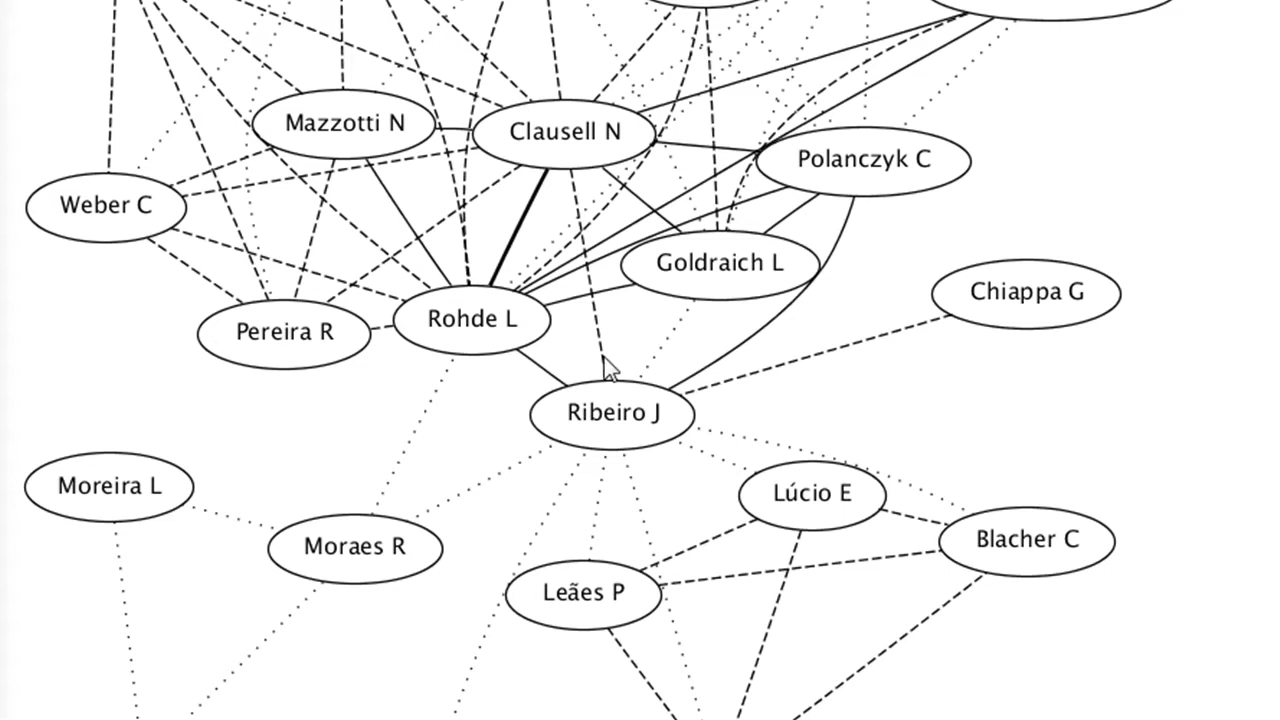 Mazzotti N
Clausell N
Polanczyk C
Weber C
Goldraich L
Chiappa G
Pereira R
Rohde L
Ribeiro J
Moreira L
Lúcio E
Moraes R
Blacher C
Leães P